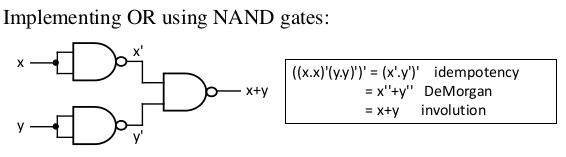 Implementing OR using NAND gates:
x
x'
y
y'
x+y
((x.x)'(y.y)')' = (x'.y')' idempotency
= x''+y'' DeMorgan
= x+y involution